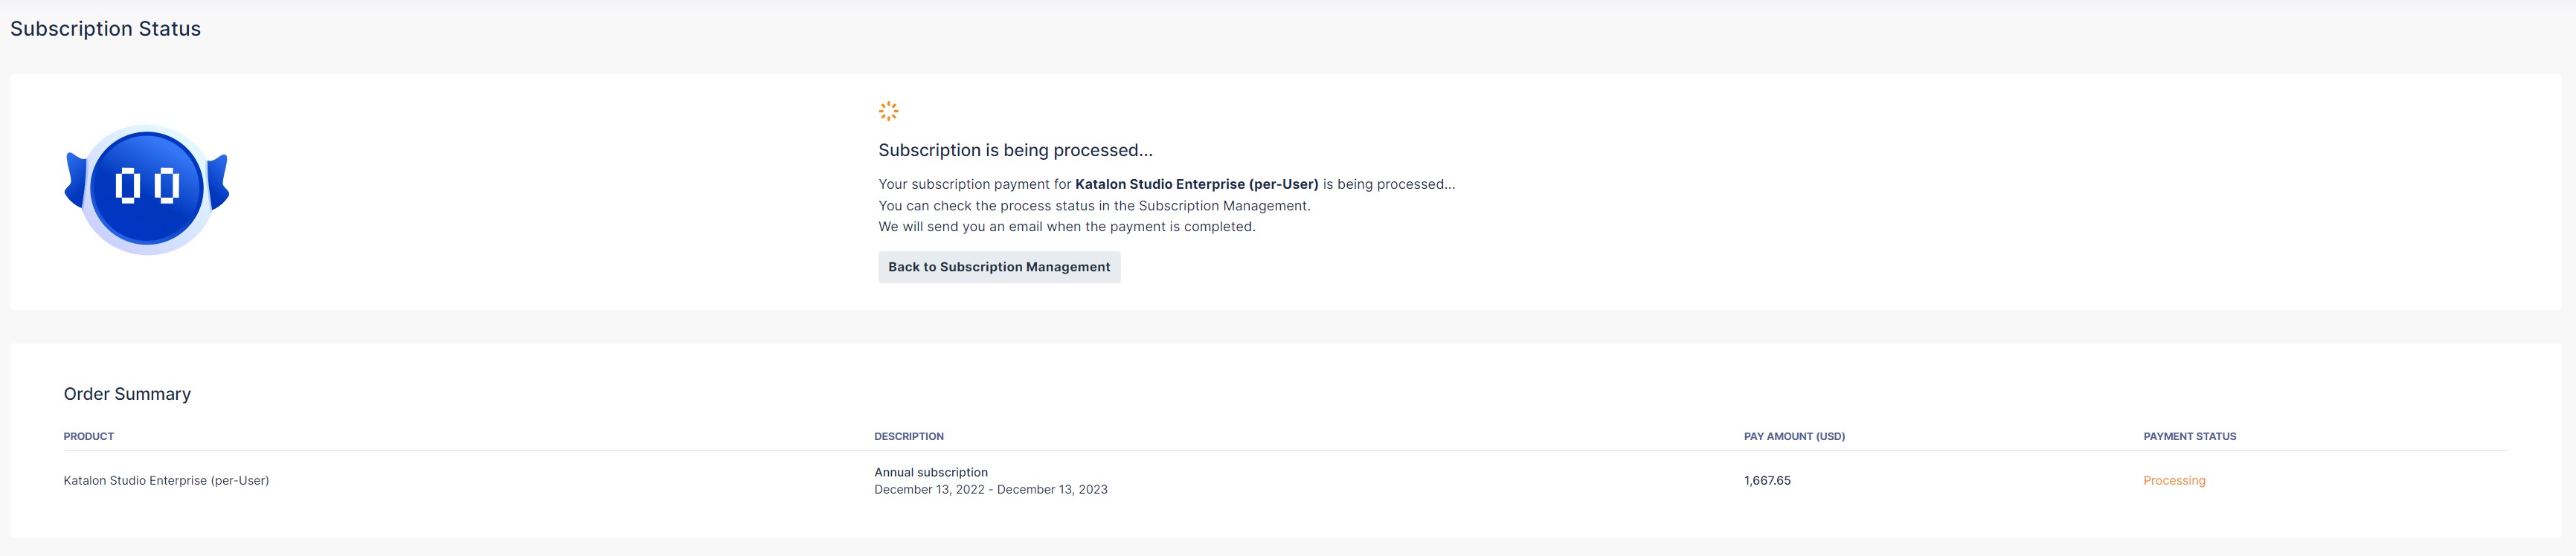 Subscription Status
Subscription is being processed...
Your subscription payment for Katalon Studio Enterprise (per-User) is being processed...
You can check the process status in the Subscription Management.
We will send you an email when the payment is completed.
Back to Subscription Management
Order Summary
PRODUCT DESCRIPTION PAY AMOUNT (USD) PAYMENT STATUS
Katalon Studio Enterprise (per-User) Annual subscription 1,667.65 Processing
December 13, 2022 - December 13, 2023